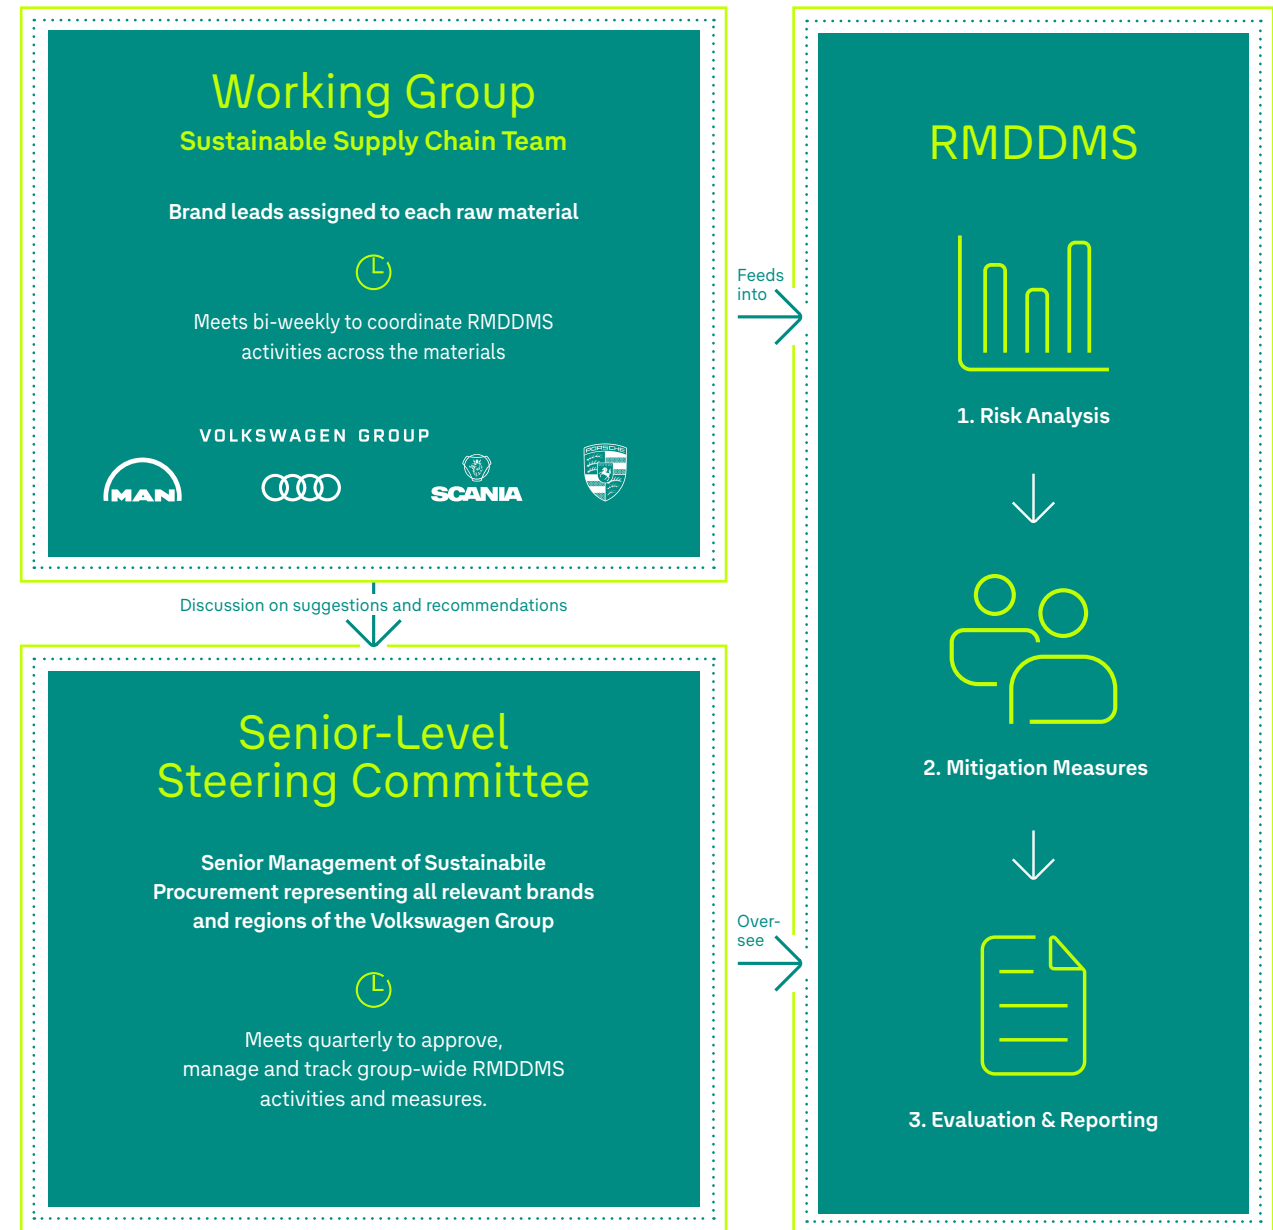 Working Group
Sustainable Supply Chain Team
Brand leads assigned to each raw material
Meets bi-weekly to coordinate RMDDMS
activities across the materials
VOLKSWAGEN GROUP
MAN
SCANIA
PORSCHE
Discussion on suggestions and recommendations
Senior-Level
Steering Committee
Senior Management of Sustainabile
Procurement representing all relevant brands
and regions of the Volkswagen Group
Meets quarterly to approve,
manage and track group-wide RMDDMS
activities and measures.
Feeds
into
Over-
see
RMDDMS
1. Risk Analysis
2. Mitigation Measures
3. Evaluation & Reporting